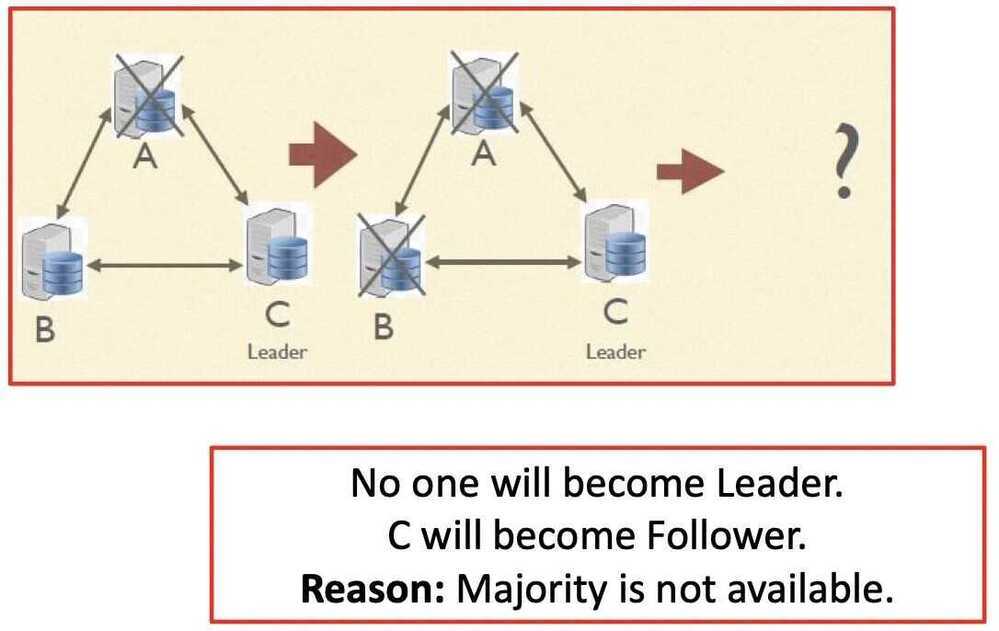 A
B
C
Leader
A
B
C
Leader
?
No one will become Leader.
C will become Follower.
Reason: Majority is not available.